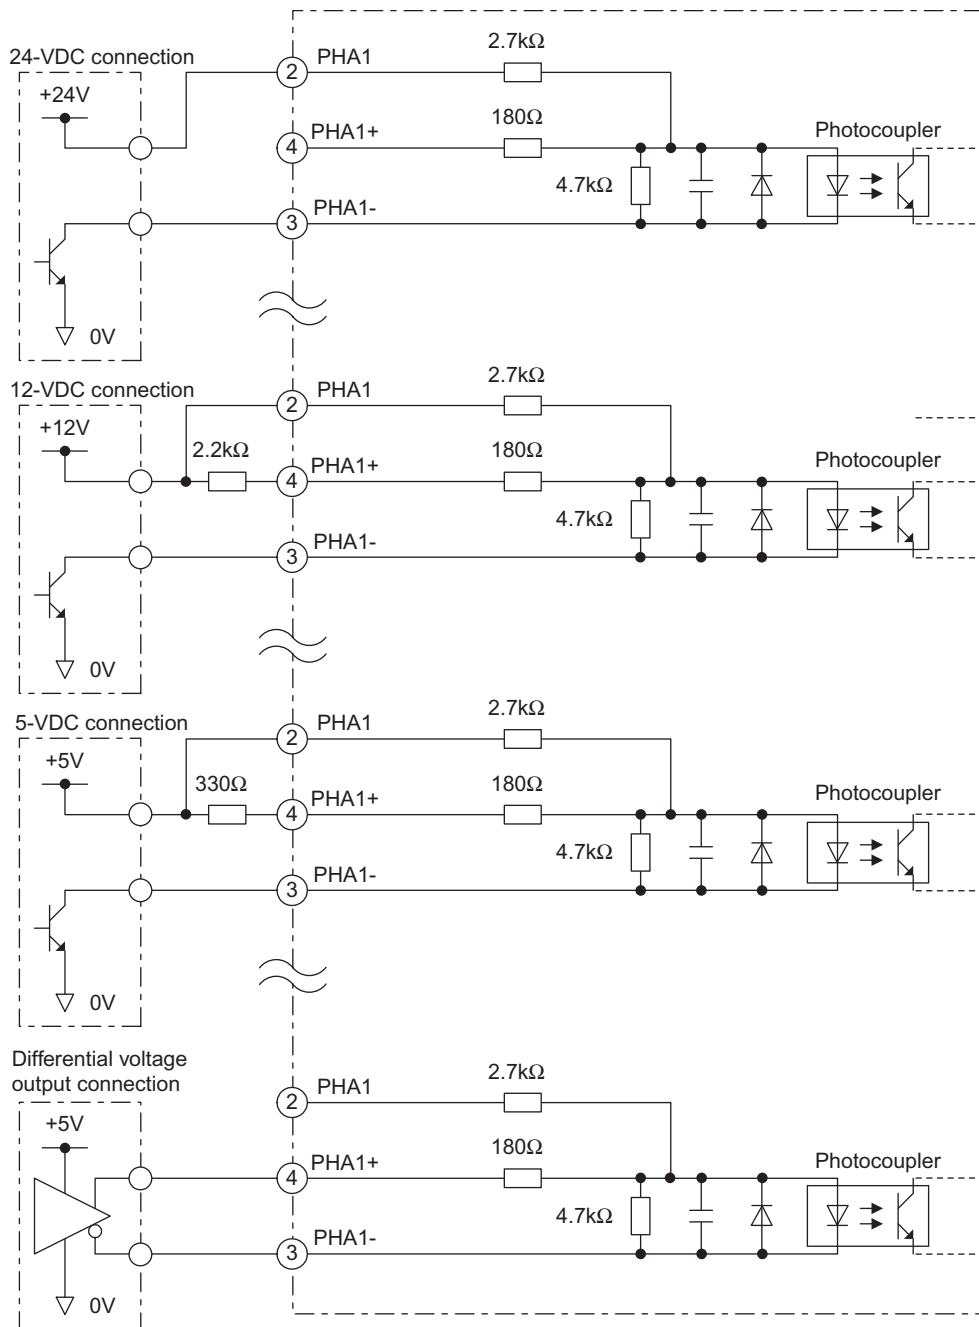 24-VDC connection
+24V
0V
2 PHA1
4 PHA1+
3 PHA1-
2.7kΩ
180Ω
4.7kΩ
Photocoupler
12-VDC connection
+12V
2.2kΩ
0V
2 PHA1
4 PHA1+
3 PHA1-
2.7kΩ
180Ω
4.7kΩ
Photocoupler
5-VDC connection
+5V
330Ω
0V
2 PHA1
4 PHA1+
3 PHA1-
2.7kΩ
180Ω
4.7kΩ
Photocoupler
Differential voltage
output connection
+5V
0V
2 PHA1
4 PHA1+
3 PHA1-
2.7kΩ
180Ω
4.7kΩ
Photocoupler